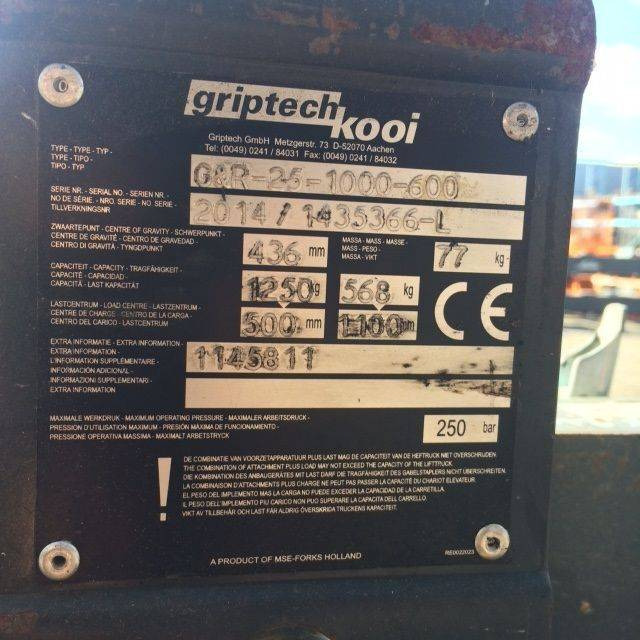 griptech kooi
Griptech GmbH Metzgerstr. 73 D-52070 Aachen
Tel: (0049) 0241 / 84031 Fax: (0049) 0241 / 84032
TYPE - TYPE - TYP -
TYPE - TIPO -
TIPO - TYP
G&R-25-1000-600
SERIE NR. - SERIAL NO. - SERIEN NR. -
NO DE SÉRIE. - NRO. SERIE - NO. SERIE -
TILLVERKNINGSNR
2014/1435366-L
ZWAARTEPUNT - CENTRE OF GRAVITY - SCHWERPUNKT -
CENTRE DE GRAVITÉ - CENTRO DE GRAVEDAD -
CENTRO DI GRAVITÀ - TYNGDPUNKT
436 mm
MASSA - MASS - MASSE -
MASS - PESO -
MASSA - VIKT
77 kg
CAPACITEIT - CAPACITY - TRAGFÄHIGKEIT -
CAPACITÉ - CAPACIDAD -
CAPACITÀ - LAST KAPACITÄT
1250 kg 568 kg
LASTCENTRUM - LOAD CENTRE - LASTZENTRUM -
CENTRE DE CHARGE - CENTRO DE LA CARGA -
CENTRO DEL CARICO - LASTCENTRUM
500 mm 1100 mm
CE
EXTRA INFORMATIE - EXTRA INFORMATION -
EXTRA INFORMATION -
L'INFORMATION SUPPLÉMENTAIRE -
INFORMACIÓN ADICIONAL -
INFORMAZIONI SUPPLEMENTARI -
EXTRA INFORMATION
1145811
MAXIMALE WERKDRUK - MAXIMUM OPERATING PRESSURE - MAXIMALER ARBEITSDRUCK -
PRESSION D'UTILISATION MAXIMUM - PRESIÓN MÁXIMA DE FUNCIONAMIENTO -
PRESSIONE OPERATIVA MASSIMA - MAXIMALT ARBETSTRYCK
250 bar
!
DE COMBINATIE VAN VOORZETAPPARATUUR PLUS LAST MAG DE CAPACITEIT VAN DE HEFTRUCK NIET OVERSCHRIJDEN.
THE COMBINATION OF ATTACHMENT PLUS LOAD MAY NOT EXCEED THE CAPACITY OF THE LIFTTRUCK.
DIE KOMBINATION DES ANBAUGERÄTES MIT LAST DARF DIE TRAGFÄHIGKEIT DES GABELSTAPLERS NICHT ÜBERSCHREITEN.
LA COMBINAISON D'ATTACHMENTS PLUS CHARGE NE PEUT PAS PASSER LA CAPACITÉ DU CHARIOT ÉLEVATEUR.
EL PESO DEL IMPLEMENTO MAS LA CARGA NO PUEDE EXCEDER LA CAPACIDAD DE LA CARRETILLA.
IL PESO DELL'IMPLEMENTO PIU CARICO NON PUO SUPERARE LA CAPACITA DELL CARRELLO.
VIKT AV TILLBEHÖR OCH LAST FÅR ALDRIG ÖVERSKRIDA TRUCKENS KAPACITET.
A PRODUCT OF MSE-FORKS HOLLAND
RE0022023